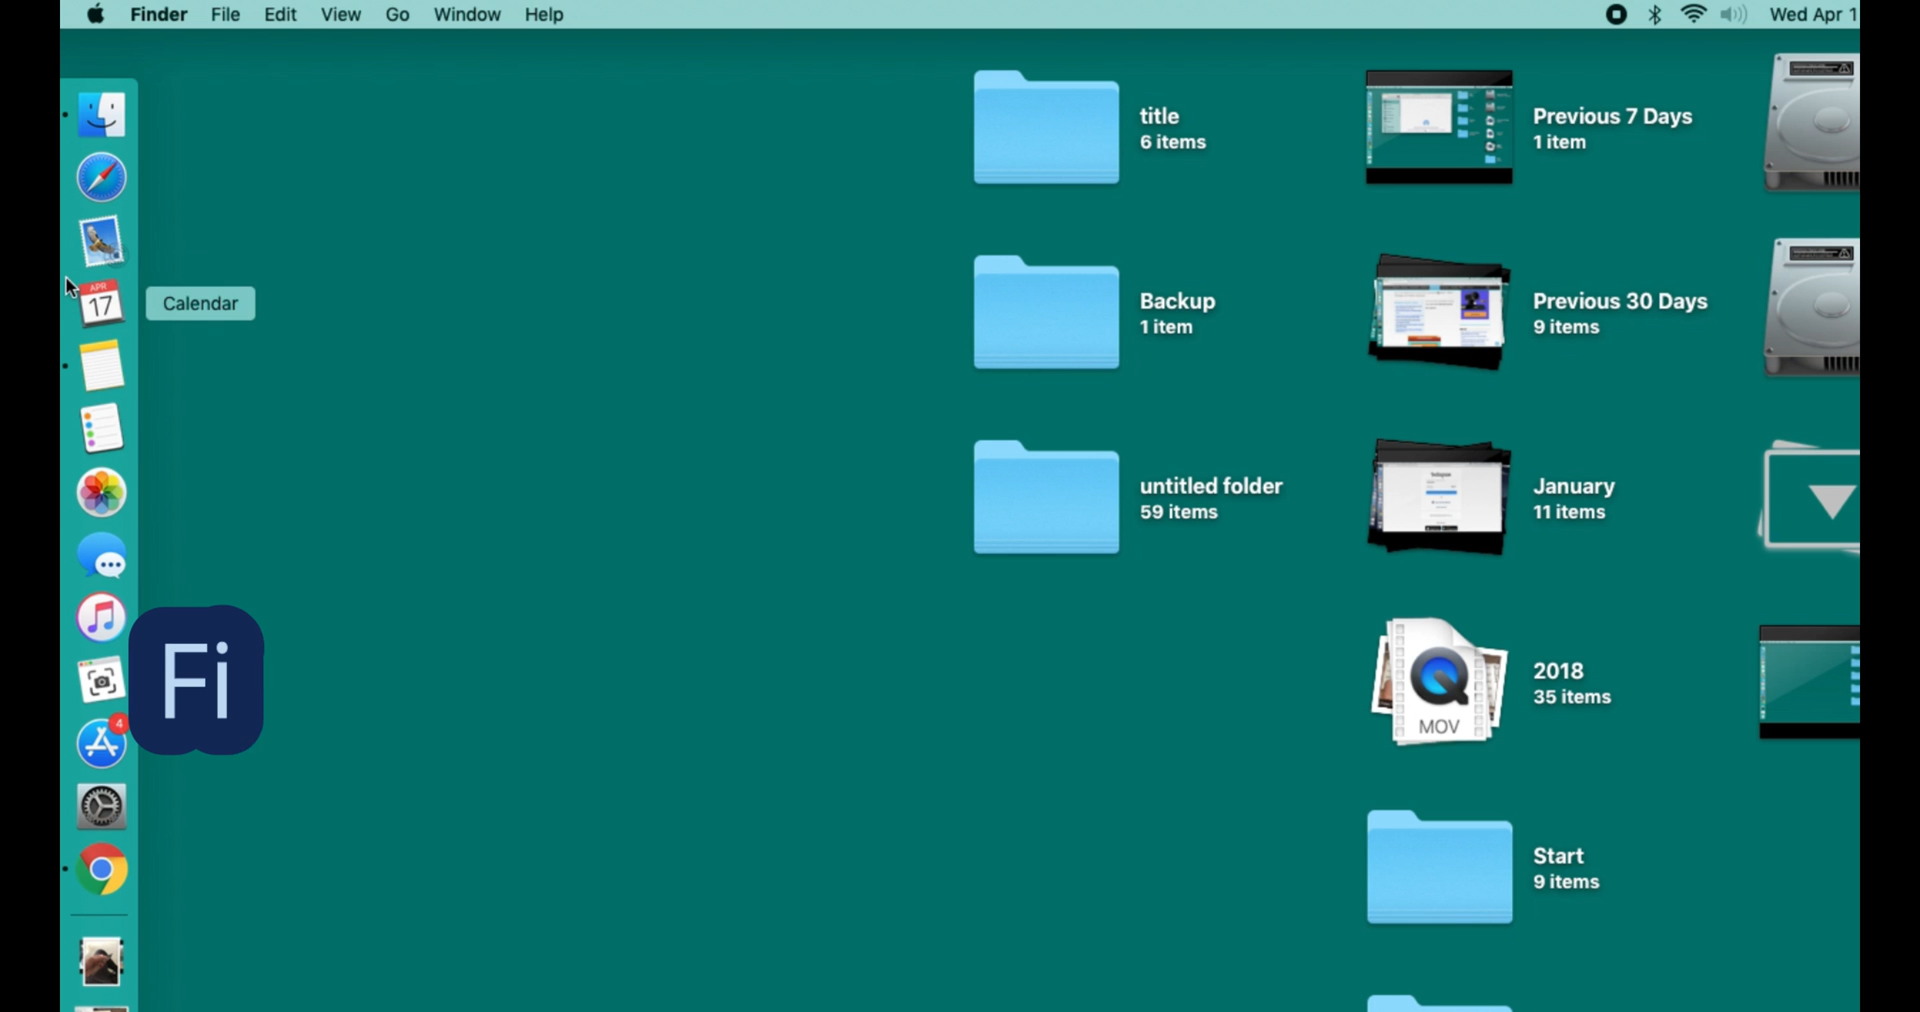 Finder File Edit View Go Window Help Wed Apr 1
title
6 items
Previous 7 Days
1 item
APR
17
Calendar
Backup
1 item
Previous 30 Days
9 items
untitled folder
59 items
January
11 items
Fi
4
MOV
2018
35 items
Start
9 items